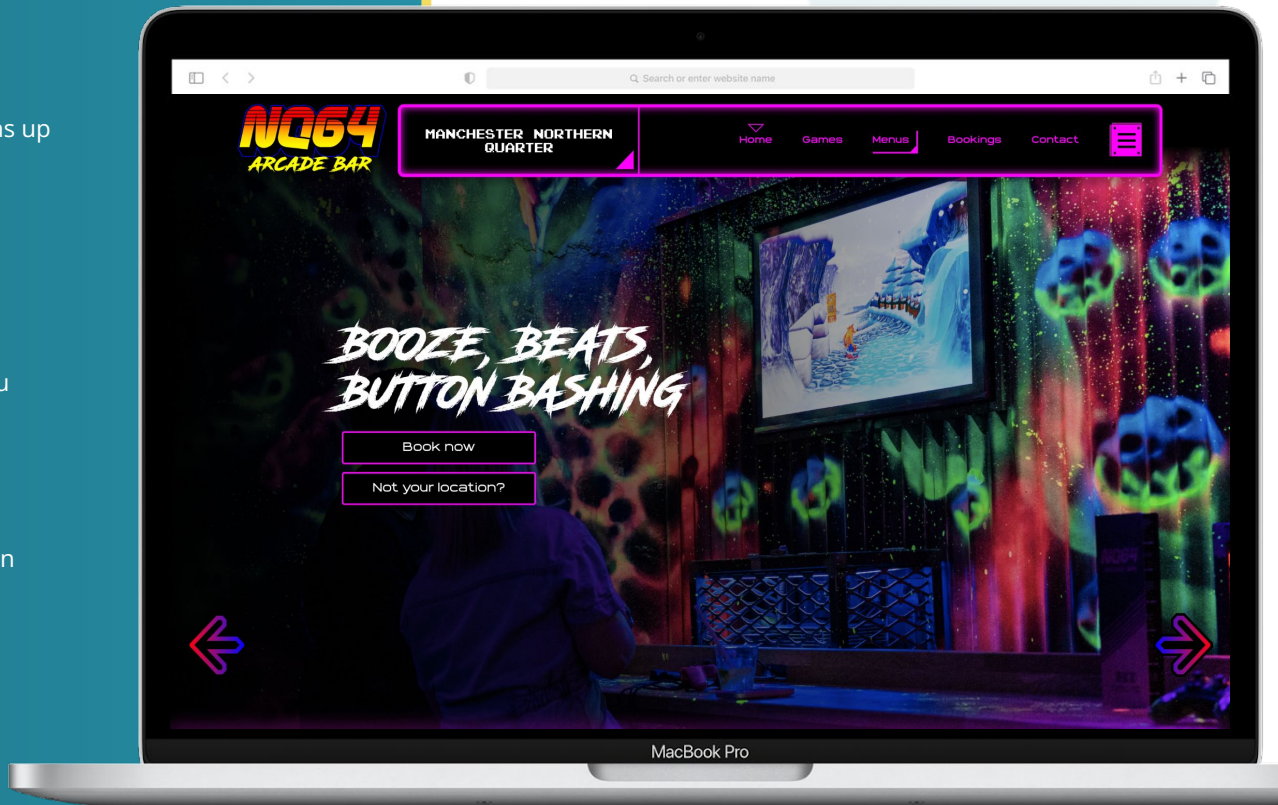 ns up
u
n
Search or enter website name
NQ64
ARCADE BAR
MANCHESTER NORTHERN
QUARTER
Home
Games
Menus
Bookings
Contact
BOOZE, BEATS,
BUTTON BASHING
Book now
Not your location?
NQ64
MacBook Pro